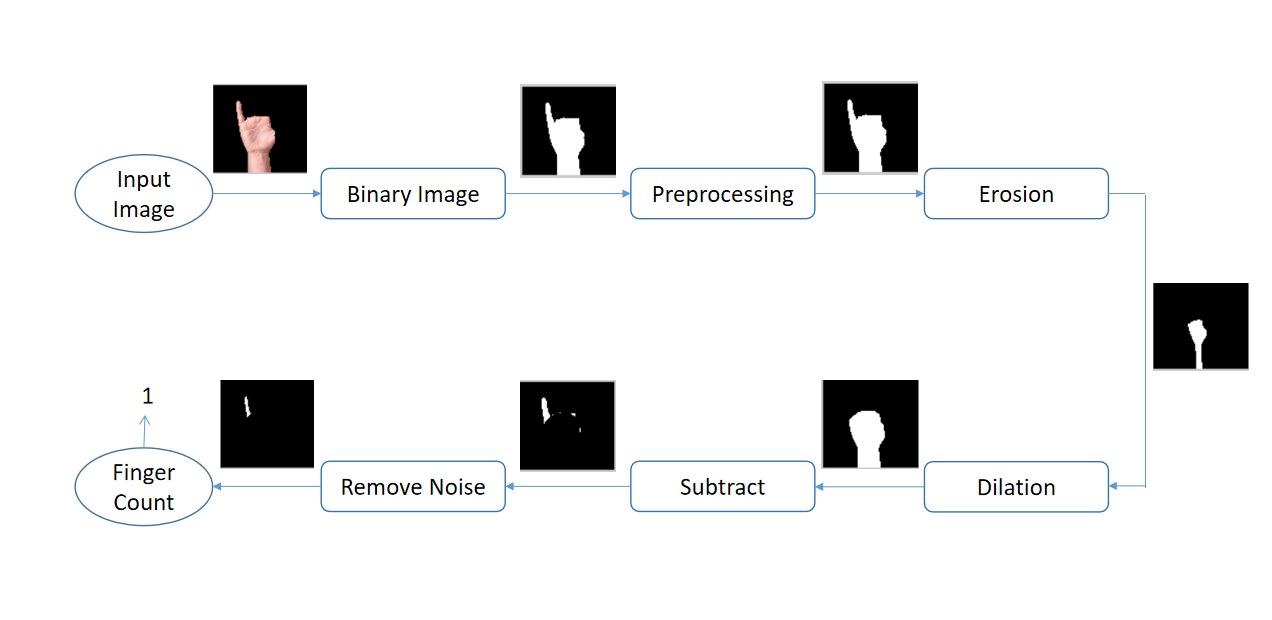 Input
Image
Binary Image
Preprocessing
Erosion
1
Finger
Count
Remove Noise
Subtract
Dilation